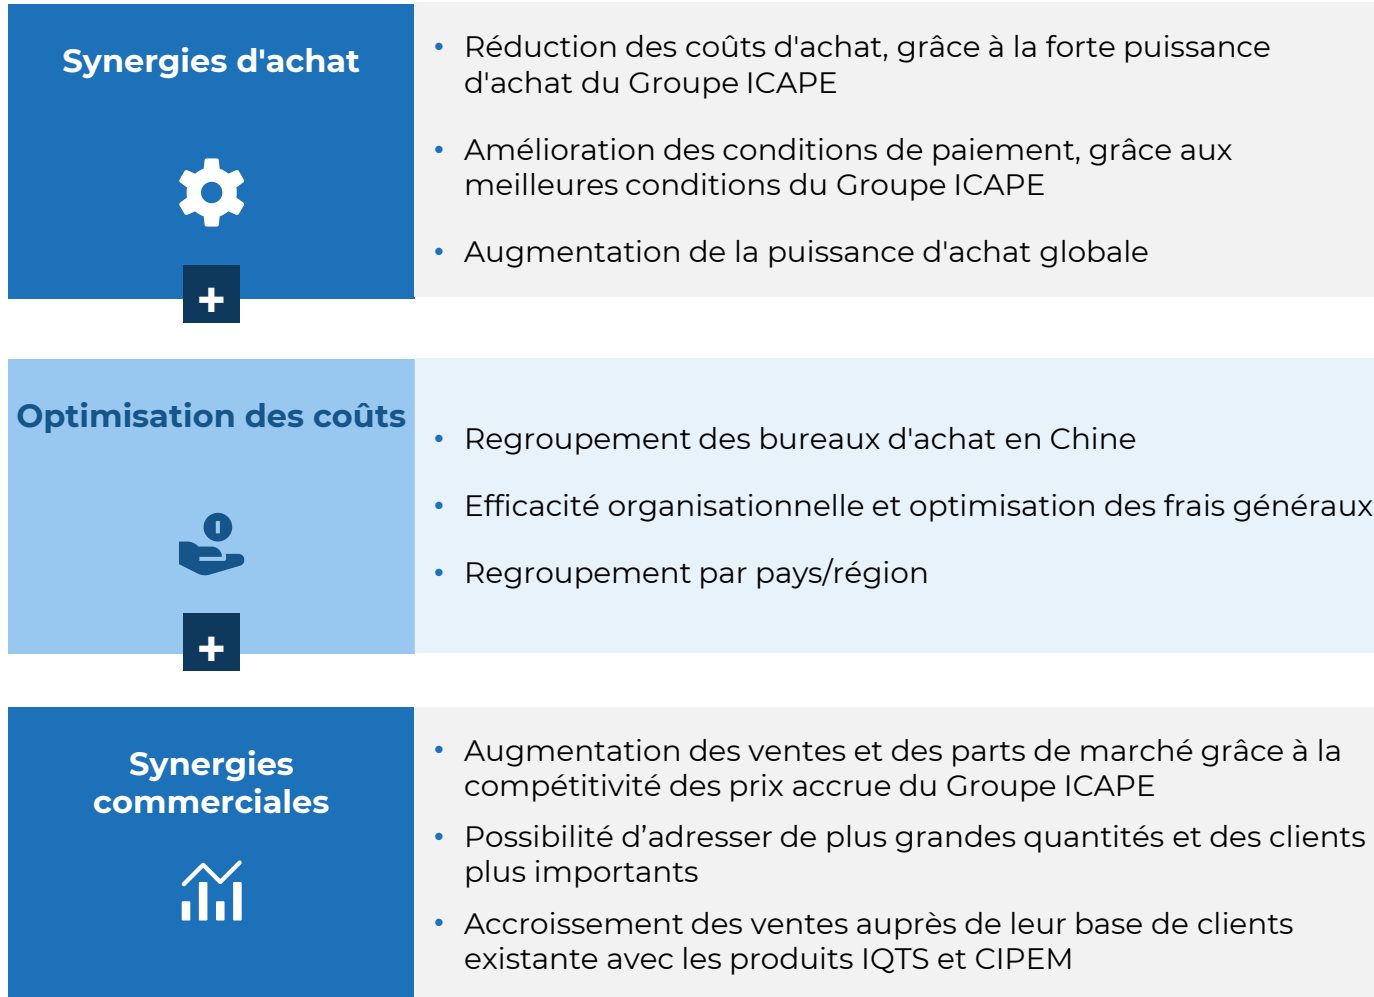 Synergies d'achat
• Réduction des coûts d'achat, grâce à la forte puissance
d'achat du Groupe ICAPE
• Amélioration des conditions de paiement, grâce aux
meilleures conditions du Groupe ICAPE
• Augmentation de la puissance d'achat globale
+
Optimisation des coûts
• Regroupement des bureaux d'achat en Chine
• Efficacité organisationnelle et optimisation des frais généraux
• Regroupement par pays/région
+
Synergies
commerciales
• Augmentation des ventes et des parts de marché grâce à la
compétitivité des prix accrue du Groupe ICAPE
• Possibilité d’adresser de plus grandes quantités et des clients
plus importants
• Accroissement des ventes auprès de leur base de clients
existante avec les produits IQTS et CIPEM